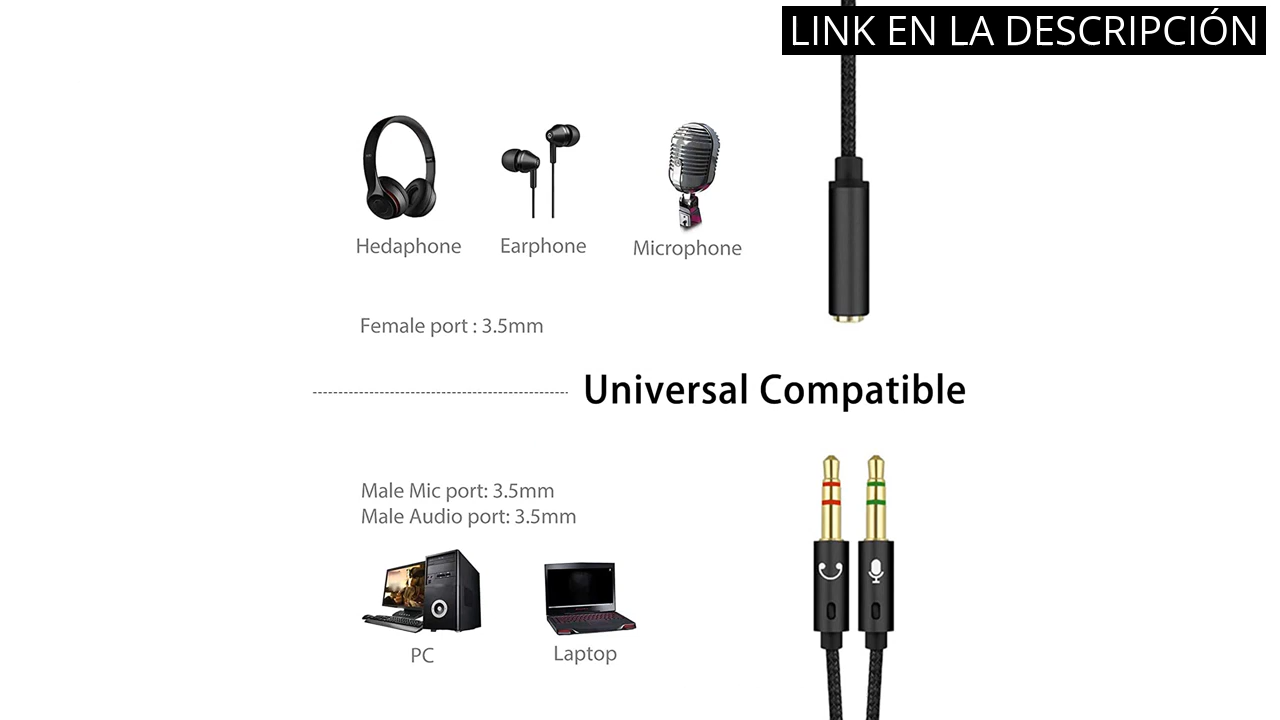 LINK EN LA DESCRIPCIÓN
Hedaphone
Earphone
Microphone
Female port : 3.5mm
Universal Compatible
Male Mic port: 3.5mm
Male Audio port: 3.5mm
PC
Laptop